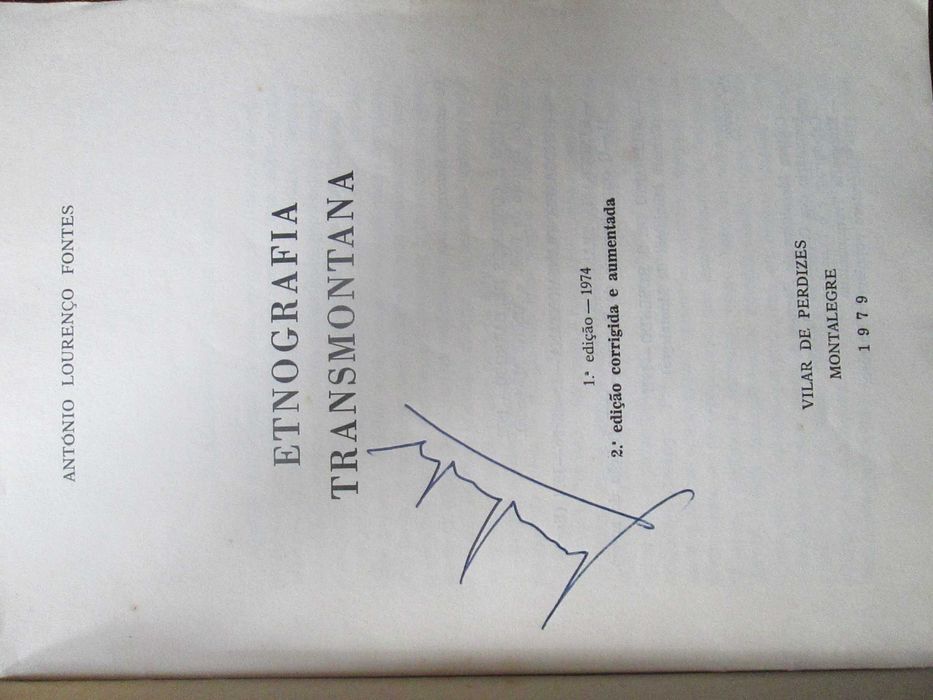 ANTÓNIO LOURENÇO FONTES
ETNOGRAFIA
TRANSMONTANA
1.ª edição — 1974
2.ª edição corrigida e aumentada
VILAR DE PERDIZES
MONTALEGRE
1979